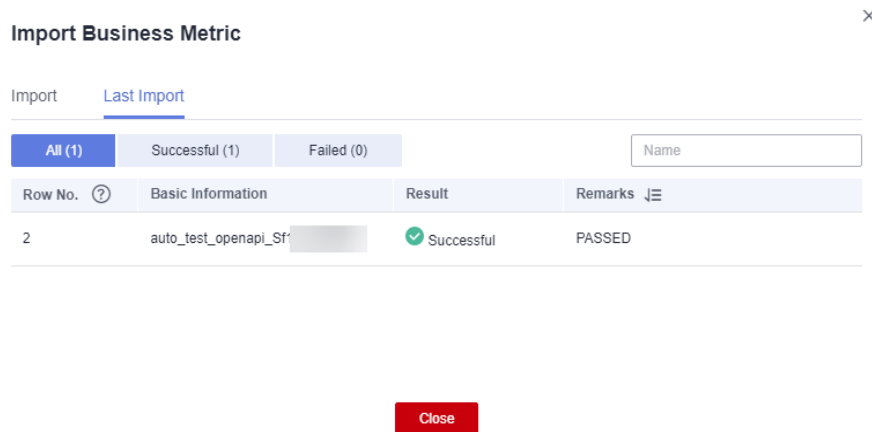 Import Business Metric
Import Last Import
All (1) Successful (1) Failed (0) Name
Row No. Basic Information Result Remarks
2 auto_test_openapi_Sf Successful PASSED
Close